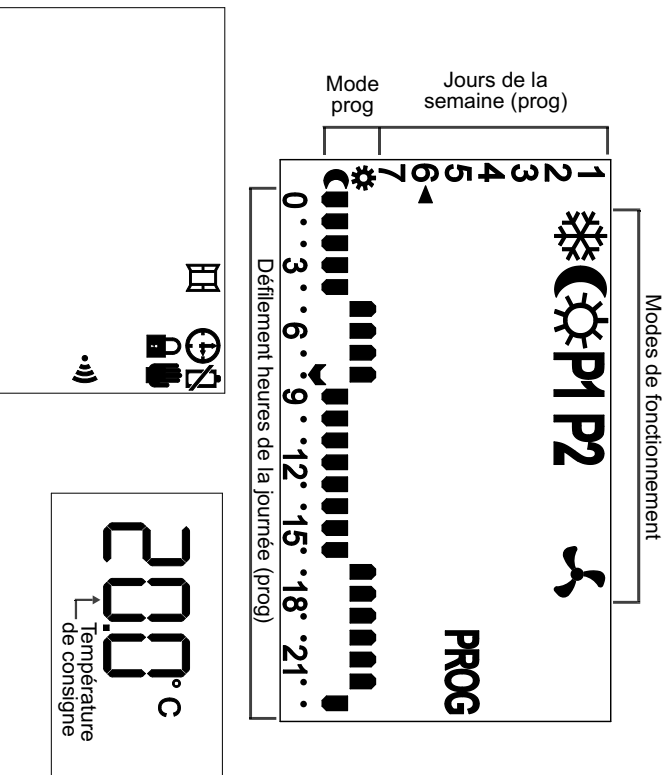 Mode
prog
Jours de la
semaine (prog)
Modes de fonctionnement
1
2
3
4
5
6
7
P1 P2
PROG
0 3 6 9 12 15 18 21
Défilement heures de la journée (prog)
20.0 °C
Température
de consigne